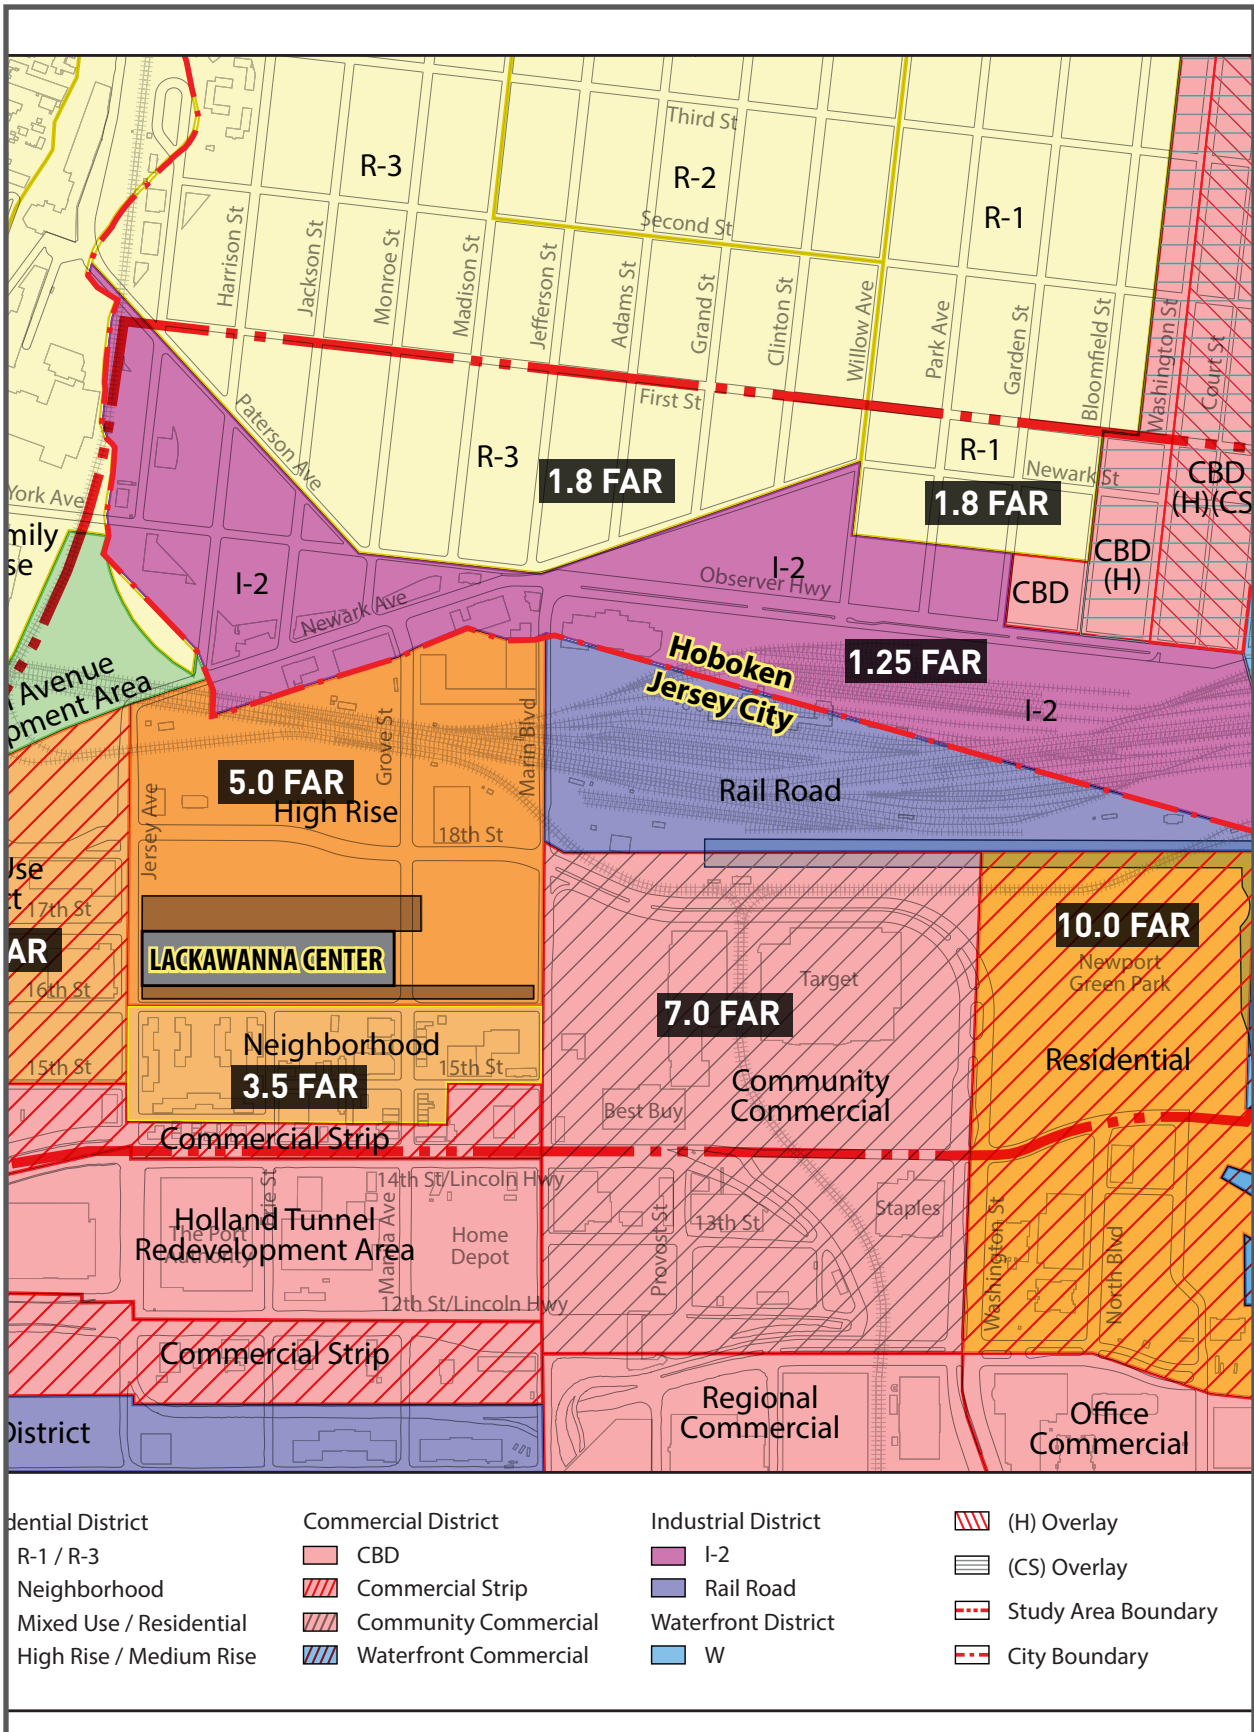 Third St
R-3
R-2
R-1
Second St
Harrison St
Jackson St
Monroe St
Madison St
Jefferson St
Adams St
Grand St
Clinton St
Willow Ave
Park Ave
Garden St
Bloomfield St
Washington St
Court St
First St
Paterson Ave
R-3
1.8 FAR
R-1
Newark St
1.8 FAR
CBD
(H)(CS
York Ave
mily
se
CBD
(H)
I-2
I-2
Observer Hwy
CBD
Newark Ave
Hoboken
Jersey City
1.25 FAR
I-2
Avenue
pment Area
Grove St
Marin Blvd
5.0 FAR
High Rise
Jersey Ave
18th St
Rail Road
Use
ct
17th St
AR
LACKAWANNA CENTER
16th St
10.0 FAR
Newport
Green Park
Target
7.0 FAR
Neighborhood
15th St
15th St
3.5 FAR
Residential
Community
Commercial
Best Buy
Commercial Strip
14th St/Lincoln Hwy
Erie St
Holland Tunnel
Redevelopment Area
The Port
Authority
Manila Ave
Home
Depot
Provost St
13th St
Staples
Washington St
North Blvd
12th St/Lincoln Hwy
Commercial Strip
Regional
Commercial
Office
Commercial
District
dential District
R-1 / R-3
Neighborhood
Mixed Use / Residential
High Rise / Medium Rise
Commercial District
CBD
Commercial Strip
Community Commercial
Waterfront Commercial
Industrial District
I-2
Rail Road
Waterfront District
W
(H) Overlay
(CS) Overlay
Study Area Boundary
City Boundary